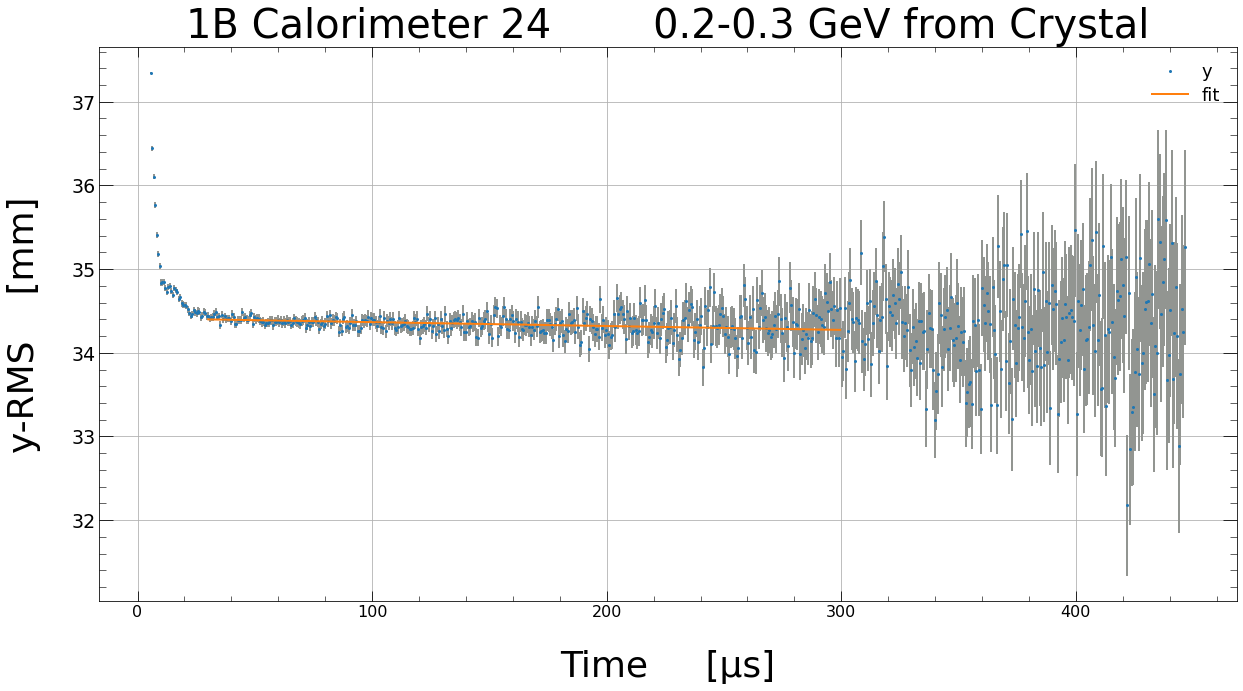 1B Calorimeter 24 0.2-0.3 GeV from Crystal
y
fit
y-RMS [mm]
37
36
35
34
33
32
0 100 200 300 400
Time [μs]